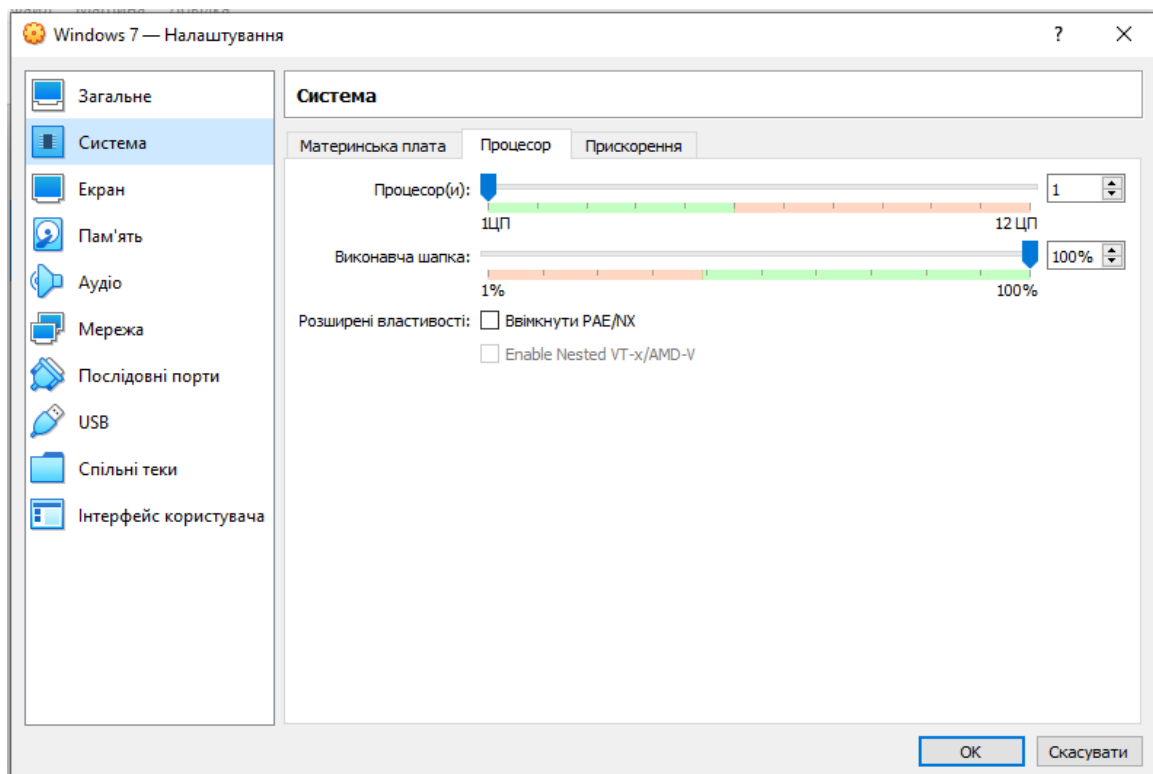 Windows 7 — Налаштування
?
Загальне
Система
Екран
Пам'ять
Аудіо
Мережа
Послідовні порти
USB
Спільні теки
Інтерфейс користувача
Система
Материнська плата Процесор Прискорення
Процесор(и): 1
1ЦП 12 ЦП
Виконавча шапка: 100%
1% 100%
Розширені властивості: Ввімкнути PAE/NX
Enable Nested VT-x/AMD-V
OK Скасувати